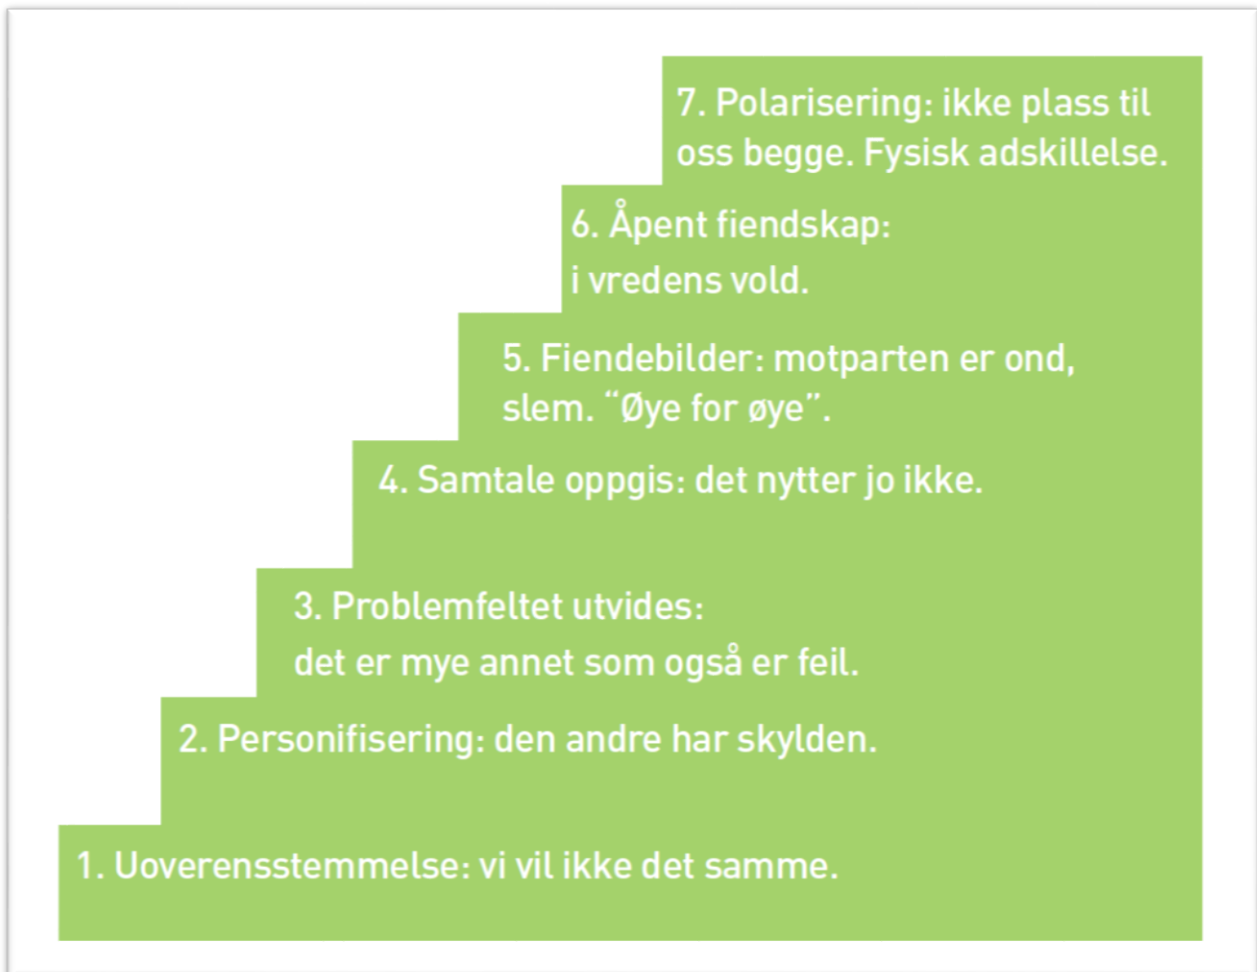 7. Polarisering: ikke plass til
oss begge. Fysisk adskillelse.
6. Åpent fiendskap:
i vredens vold.
5. Fiendebilder: motparten er ond,
slem. “Øye for øye”.
4. Samtale oppgis: det nytter jo ikke.
3. Problemfeltet utvides:
det er mye annet som også er feil.
2. Personifisering: den andre har skylden.
1. Uoverensstemmelse: vi vil ikke det samme.